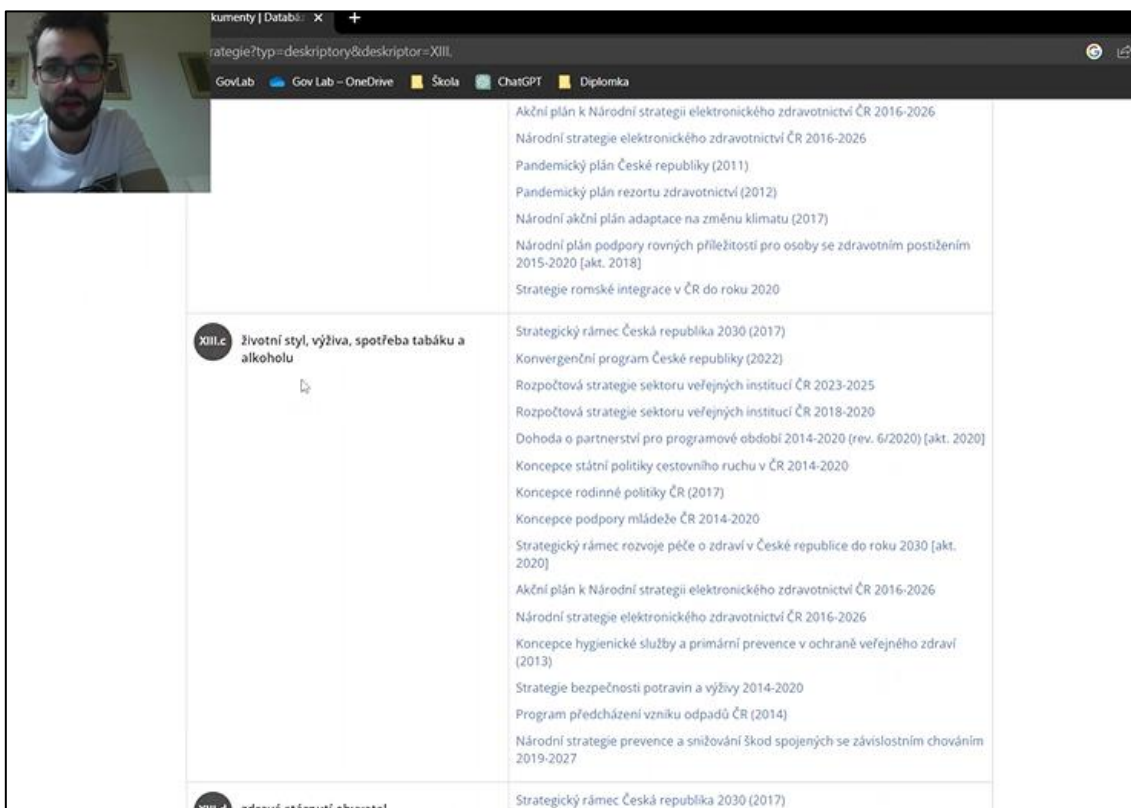 kumenty | Databá
rategie?typ=deskriptory&deskriptor=XIII.
GovLab Gov Lab – OneDrive Škola ChatGPT Diplomka
Akční plán k Národní strategii elektronického zdravotnictví ČR 2016-2026
Národní strategie elektronického zdravotnictví ČR 2016-2026
Pandemický plán České republiky (2011)
Pandemický plán rezortu zdravotnictví (2012)
Národní akční plán adaptace na změnu klimatu (2017)
Národní plán podpory rovných příležitostí pro osoby se zdravotním postižením
2015-2020 [akt. 2018]
Strategie romské integrace v ČR do roku 2020
XIII.c životní styl, výživa, spotřeba tabáku a
alkoholu
Strategický rámec Česká republika 2030 (2017)
Konvergenční program České republiky (2022)
Rozpočtová strategie sektoru veřejných institucí ČR 2023-2025
Rozpočtová strategie sektoru veřejných institucí ČR 2018-2020
Dohoda o partnerství pro programové období 2014-2020 (rev. 6/2020) [akt. 2020]
Koncepce státní politiky cestovního ruchu v ČR 2014-2020
Koncepce rodinné politiky ČR (2017)
Koncepce podpory mládeže ČR 2014-2020
Strategický rámec rozvoje péče o zdraví v České republice do roku 2030 [akt.
2020]
Akční plán k Národní strategii elektronického zdravotnictví ČR 2016-2026
Národní strategie elektronického zdravotnictví ČR 2016-2026
Koncepce hygienické služby a primární prevence v ochraně veřejného zdraví
(2013)
Strategie bezpečnosti potravin a výživy 2014-2020
Program předcházení vzniku odpadů ČR (2014)
Národní strategie prevence a snižování škod spojených se závislostním chováním
2019-2027
Strategický rámec Česká republika 2030 (2017)